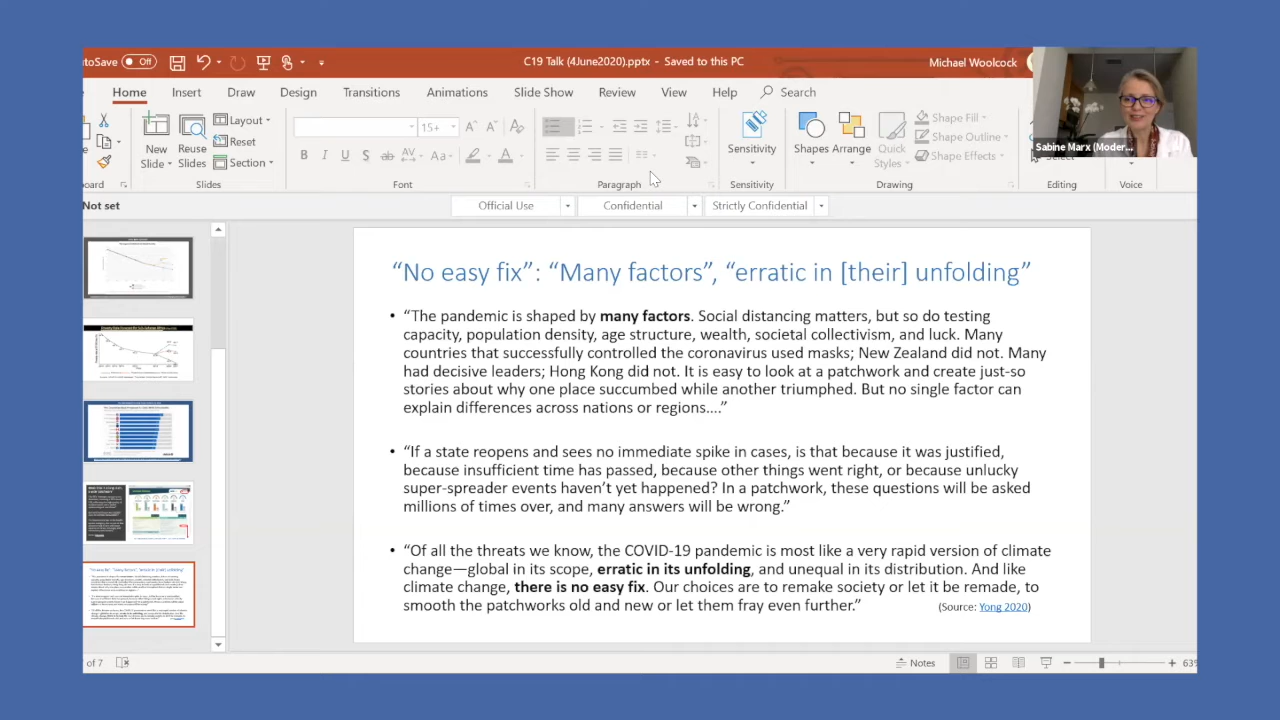 utoSave Off
C19 Talk (4June2020).pptx - Saved to this PC
Michael Woolcock
Home Insert Draw Design Transitions Animations Slide Show Review View Help Search
New Slide Reuse Slides Layout Reset Section
15+
B I U
Sensitivity
Shapes Arrange Quick Styles Shape Fill Shape Outline Shape Effects
Select
Sabine Marx (Moder...
board Slides Font Paragraph Sensitivity Drawing Editing Voice
Not set
Official Use Confidential Strictly Confidential
“No easy fix”: “Many factors”, “erratic in [their] unfolding”
• “The pandemic is shaped by many factors. Social distancing matters, but so do testing
capacity, population density, age structure, wealth, societal collectivism, and luck. Many
countries that successfully controlled the coronavirus used masks; New Zealand did not. Many
had decisive leaders; Hong Kong did not. It is easy to look at a patchwork and create just-so
stories about why one place succumbed while another triumphed. But no single factor can
explain differences across nations or regions....”
• “If a state reopens and sees no immediate spike in cases, is that because it was justified,
because insufficient time has passed, because other things went right, or because unlucky
superspreader events haven’t yet happened? In a patchwork, these questions will be asked
millions of times over, and many answers will be wrong.
• “Of all the threats we know, the COVID-19 pandemic is most like a very rapid version of climate
change—global in its scope, erratic in its unfolding, and unequal in its distribution. And like
climate change, there is no easy fix. Our choices are to remake society or let it be remade, to
smooth the patchworks old and new or let them fray even further.”
(Source: Yong 2020)
of 7
Notes
63